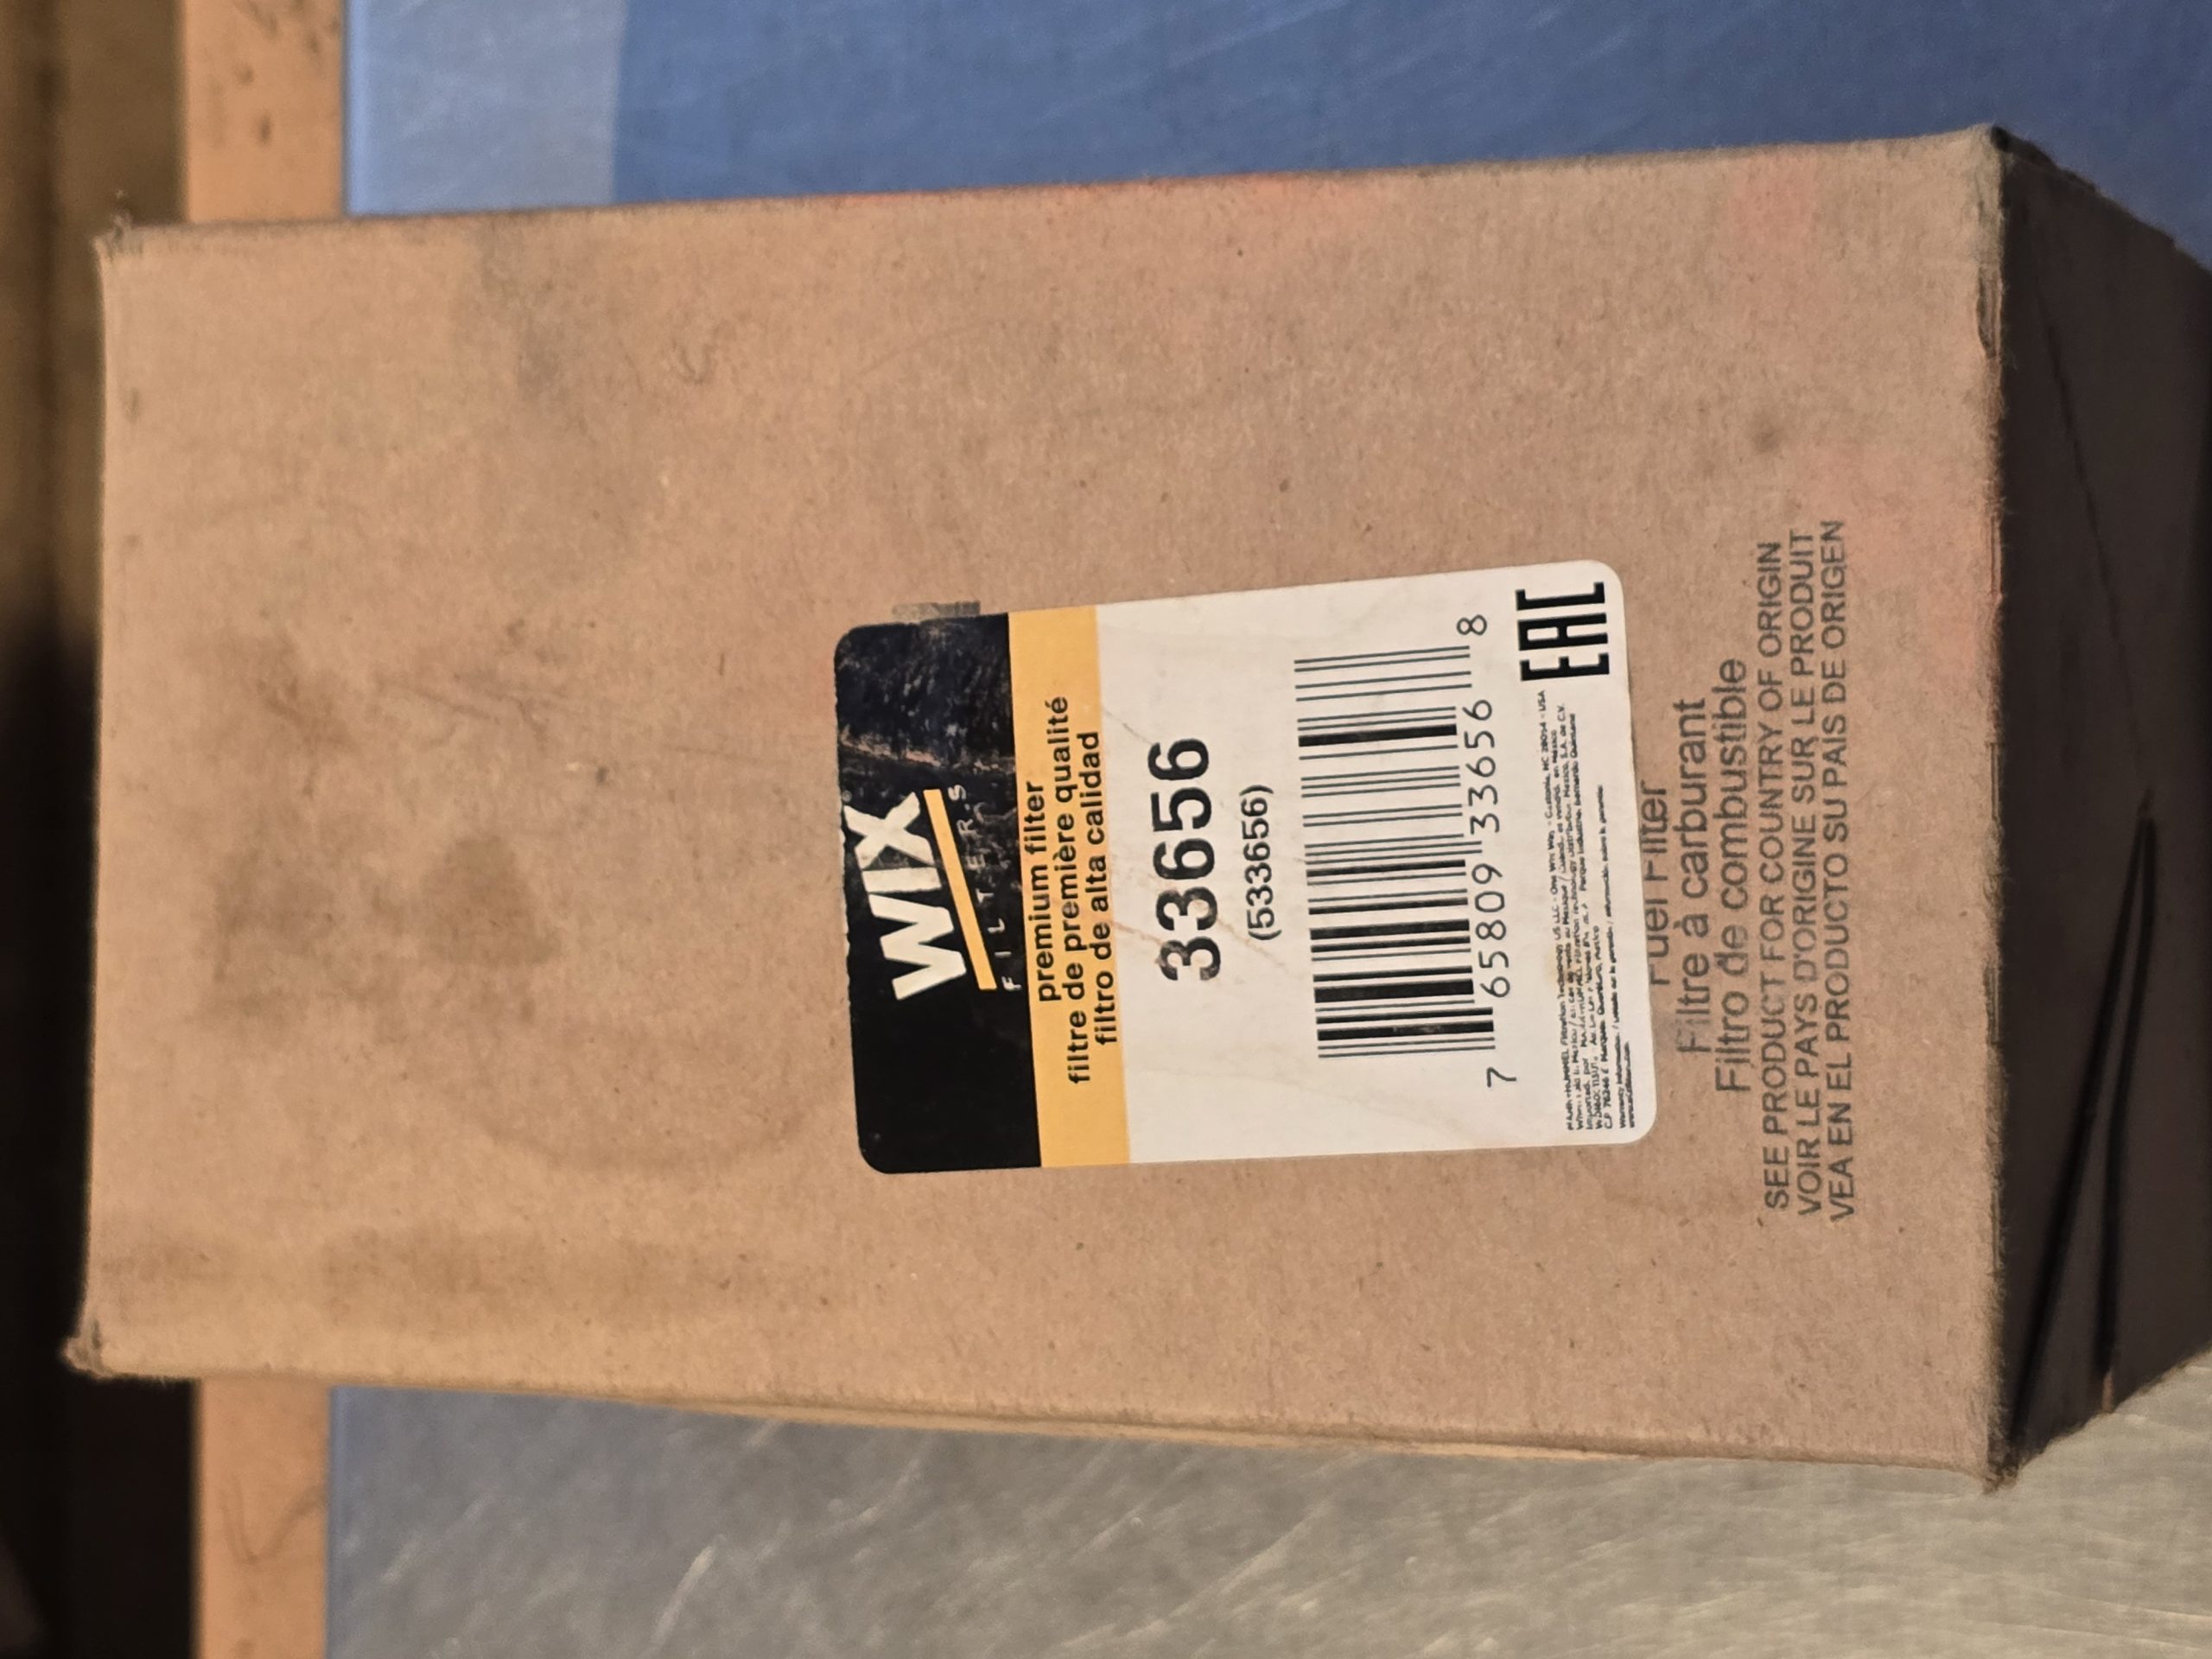 WIX
FILTERS
premium filter
filtre de première qualité
filtro de alta calidad
33656
(533656)
7 65809 33656 8
EAC
Fuel Filter
Filtre à carburant
Filtro de combustible
SEE PRODUCT FOR COUNTRY OF ORIGIN
VOIR LE PAYS D'ORIGINE SUR LE PRODUIT
VEA EN EL PRODUCTO SU PAIS DE ORIGEN